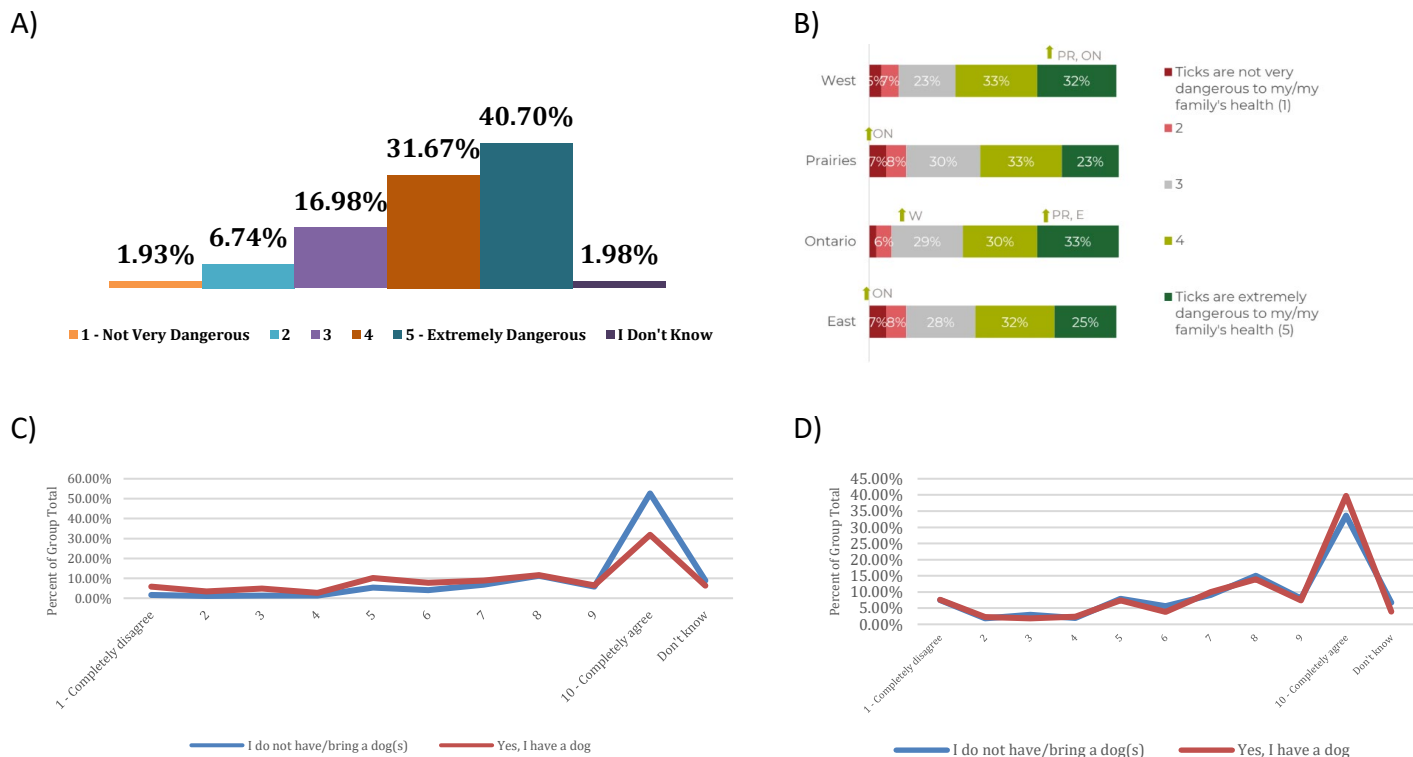 A)
40.70%
31.67%
16.98%
6.74%
1.93%
1.98%
1 - Not Very Dangerous 2 3 4 5 - Extremely Dangerous I Don't Know
B)
PR, ON
West 7% 23% 33% 32%
ON
Prairies 7% 8% 30% 33% 23%
W PR, E
Ontario 6% 29% 30% 33%
ON
East 7% 8% 28% 32% 25%
Ticks are not very
dangerous to my/my
family's health (1)
2
3
4
Ticks are extremely
dangerous to my/my
family's health (5)
C)
Percent of Group Total
60.00%
50.00%
40.00%
30.00%
20.00%
10.00%
0.00%
1 - Completely disagree
2
3
4
5
6
7
8
9
10 - Completely agree
Don't know
I do not have/bring a dog(s) Yes, I have a dog
D)
Percent of Group Total
45.00%
40.00%
35.00%
30.00%
25.00%
20.00%
15.00%
10.00%
5.00%
0.00%
1 - Completely disagree
2
3
4
5
6
7
8
9
10 - Completely agree
Don't know
I do not have/bring a dog(s) Yes, I have a dog